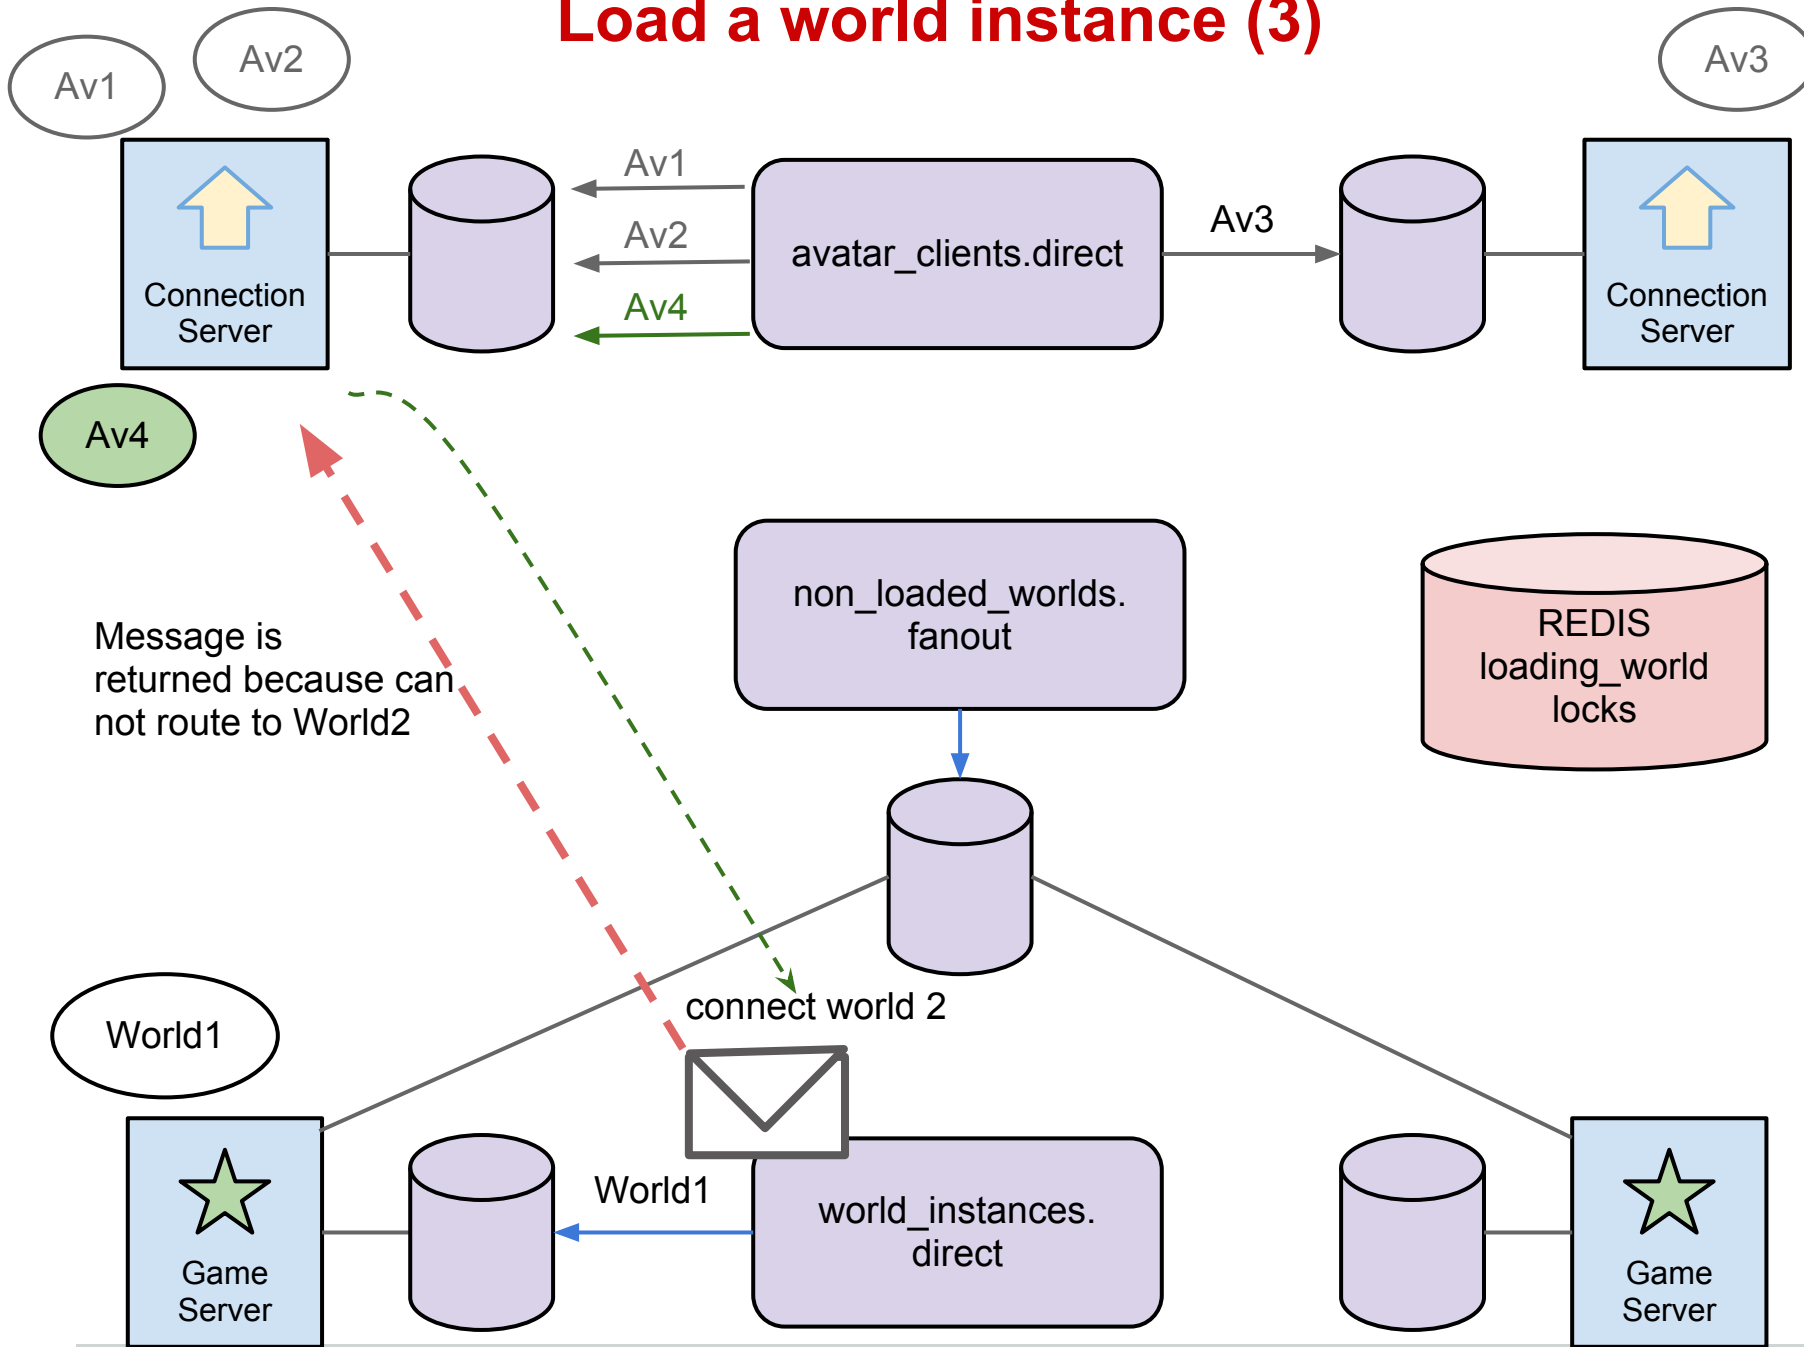 Load a world instance (3)
Av1
Av2
Av3
Av1
Av2
Av4
avatar_clients.direct
Av3
Connection
Server
Connection
Server
Av4
non_loaded_worlds.
fanout
REDIS
loading_world
locks
Message is
returned because can
not route to World2
connect world 2
World1
World1
world_instances.
direct
Game
Server
Game
Server